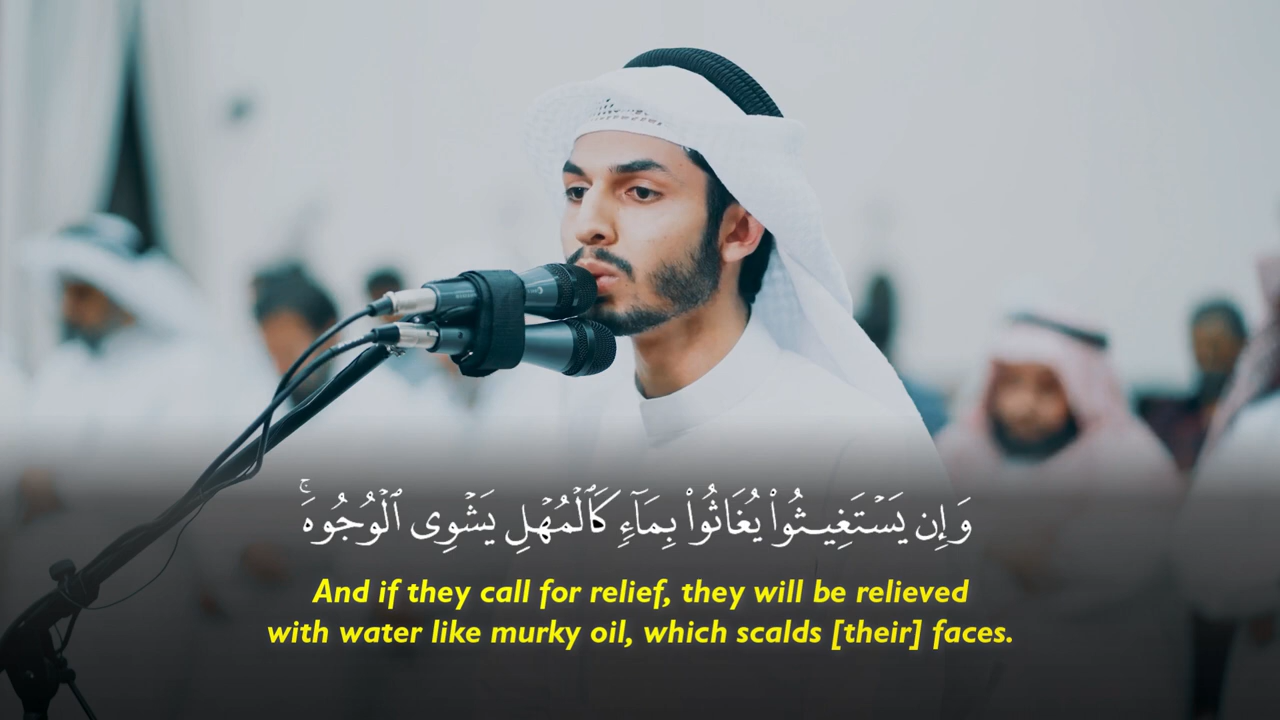 وَإِن يَسْتَغِيثُوا۟ يُغَاثُوا۟ بِمَآءٍ كَٱلْمُهْلِ يَشْوِى ٱلْوُجُوهَ ۚ
And if they call for relief, they will be relieved
with water like murky oil, which scalds [their] faces.